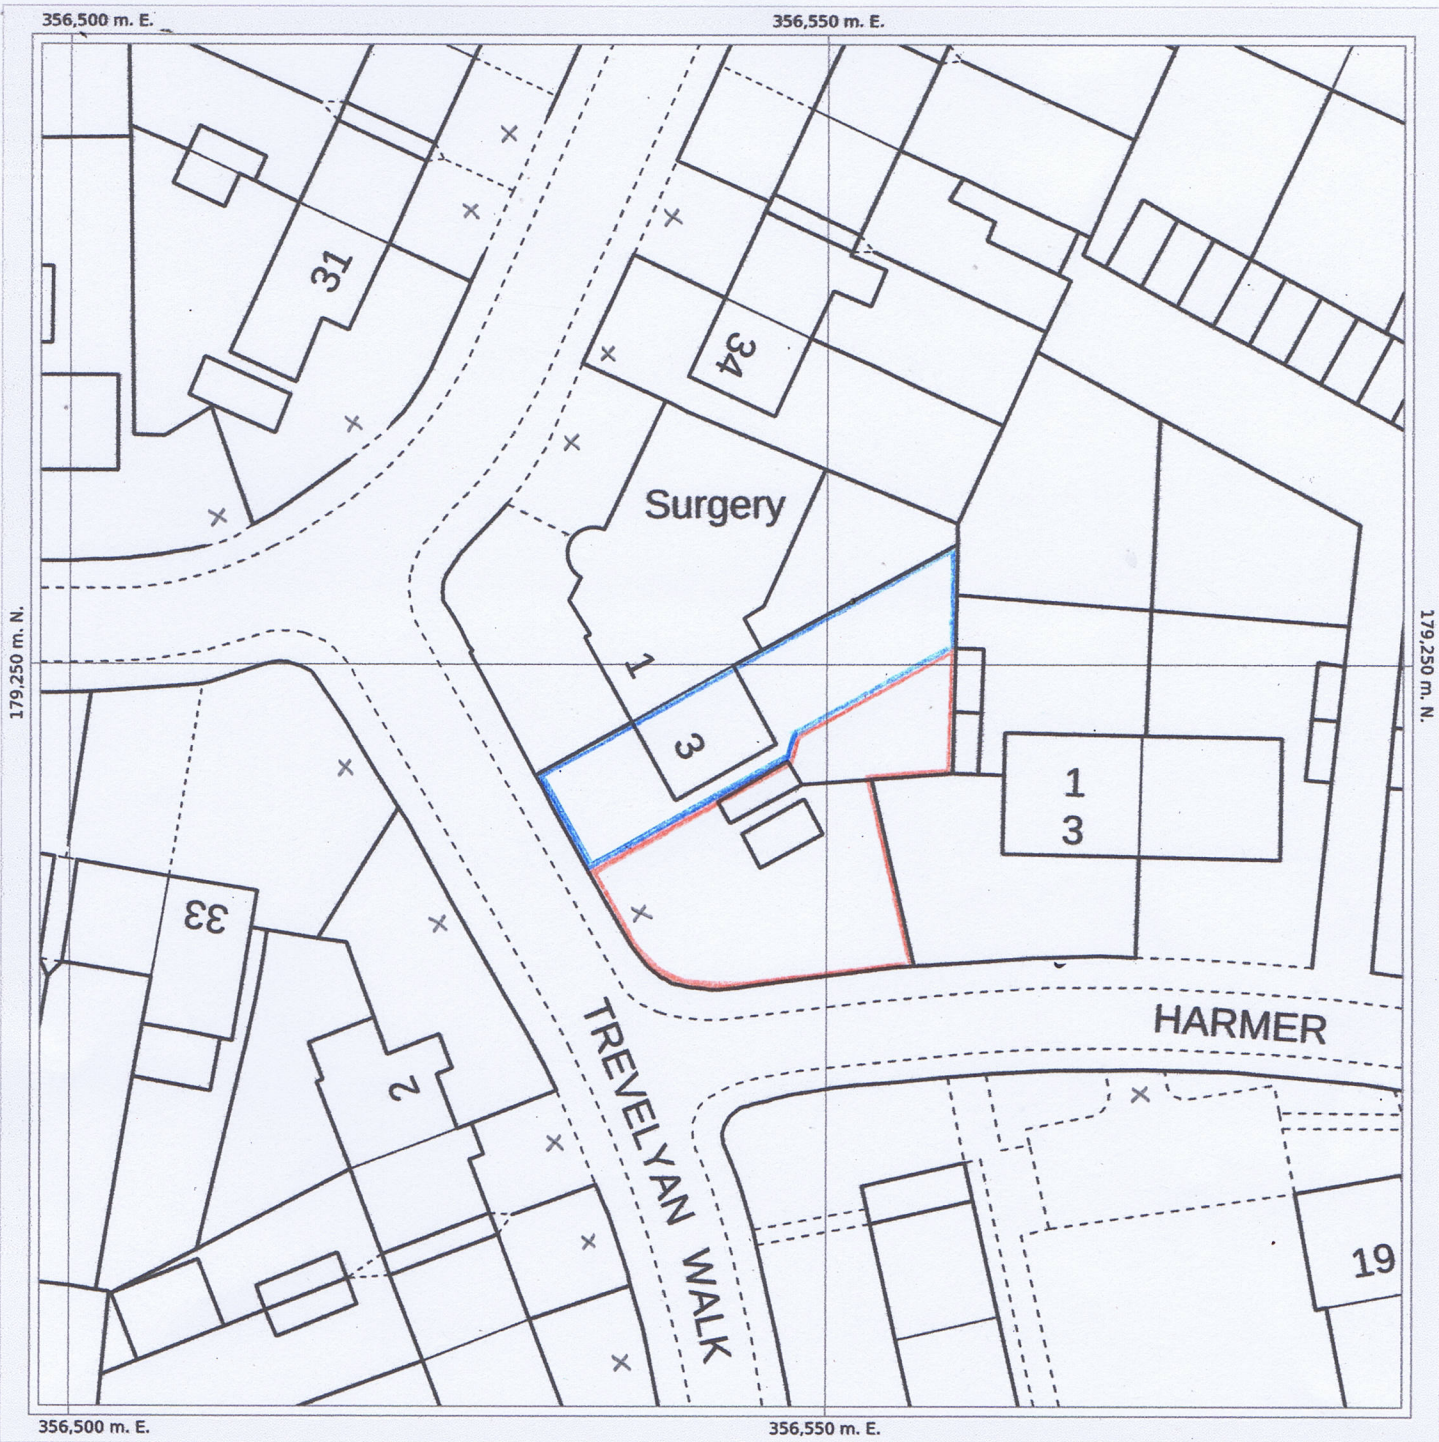 356,500 m. E.
356,550 m. E.
31
34
Surgery
179,250 m. N.
179,250 m. N.
1
3
1
3
33
HARMER
TREVELYAN WALK
2
19
356,500 m. E.
356,550 m. E.